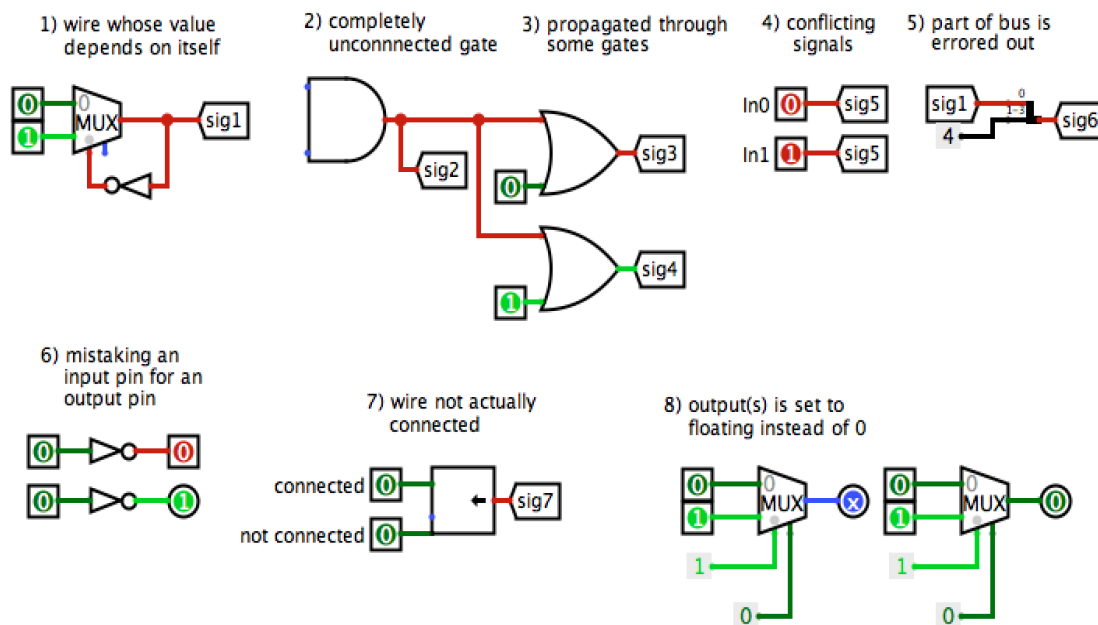 1) wire whose value
depends on itself
0
1
0
MUX
sig1
2) completely
unconnnected gate
sig2
3) propagated through
some gates
0
sig3
1
sig4
4) conflicting
signals
In0
0
sig5
In1
1
sig5
5) part of bus is
errored out
sig1
0
1-3
4
sig6
6) mistaking an
input pin for an
output pin
0
0
0
1
7) wire not actually
connected
connected
0
not connected
0
sig7
8) output(s) is set to
floating instead of 0
0
1
0
MUX
x
1
0
0
1
0
MUX
0
1
0